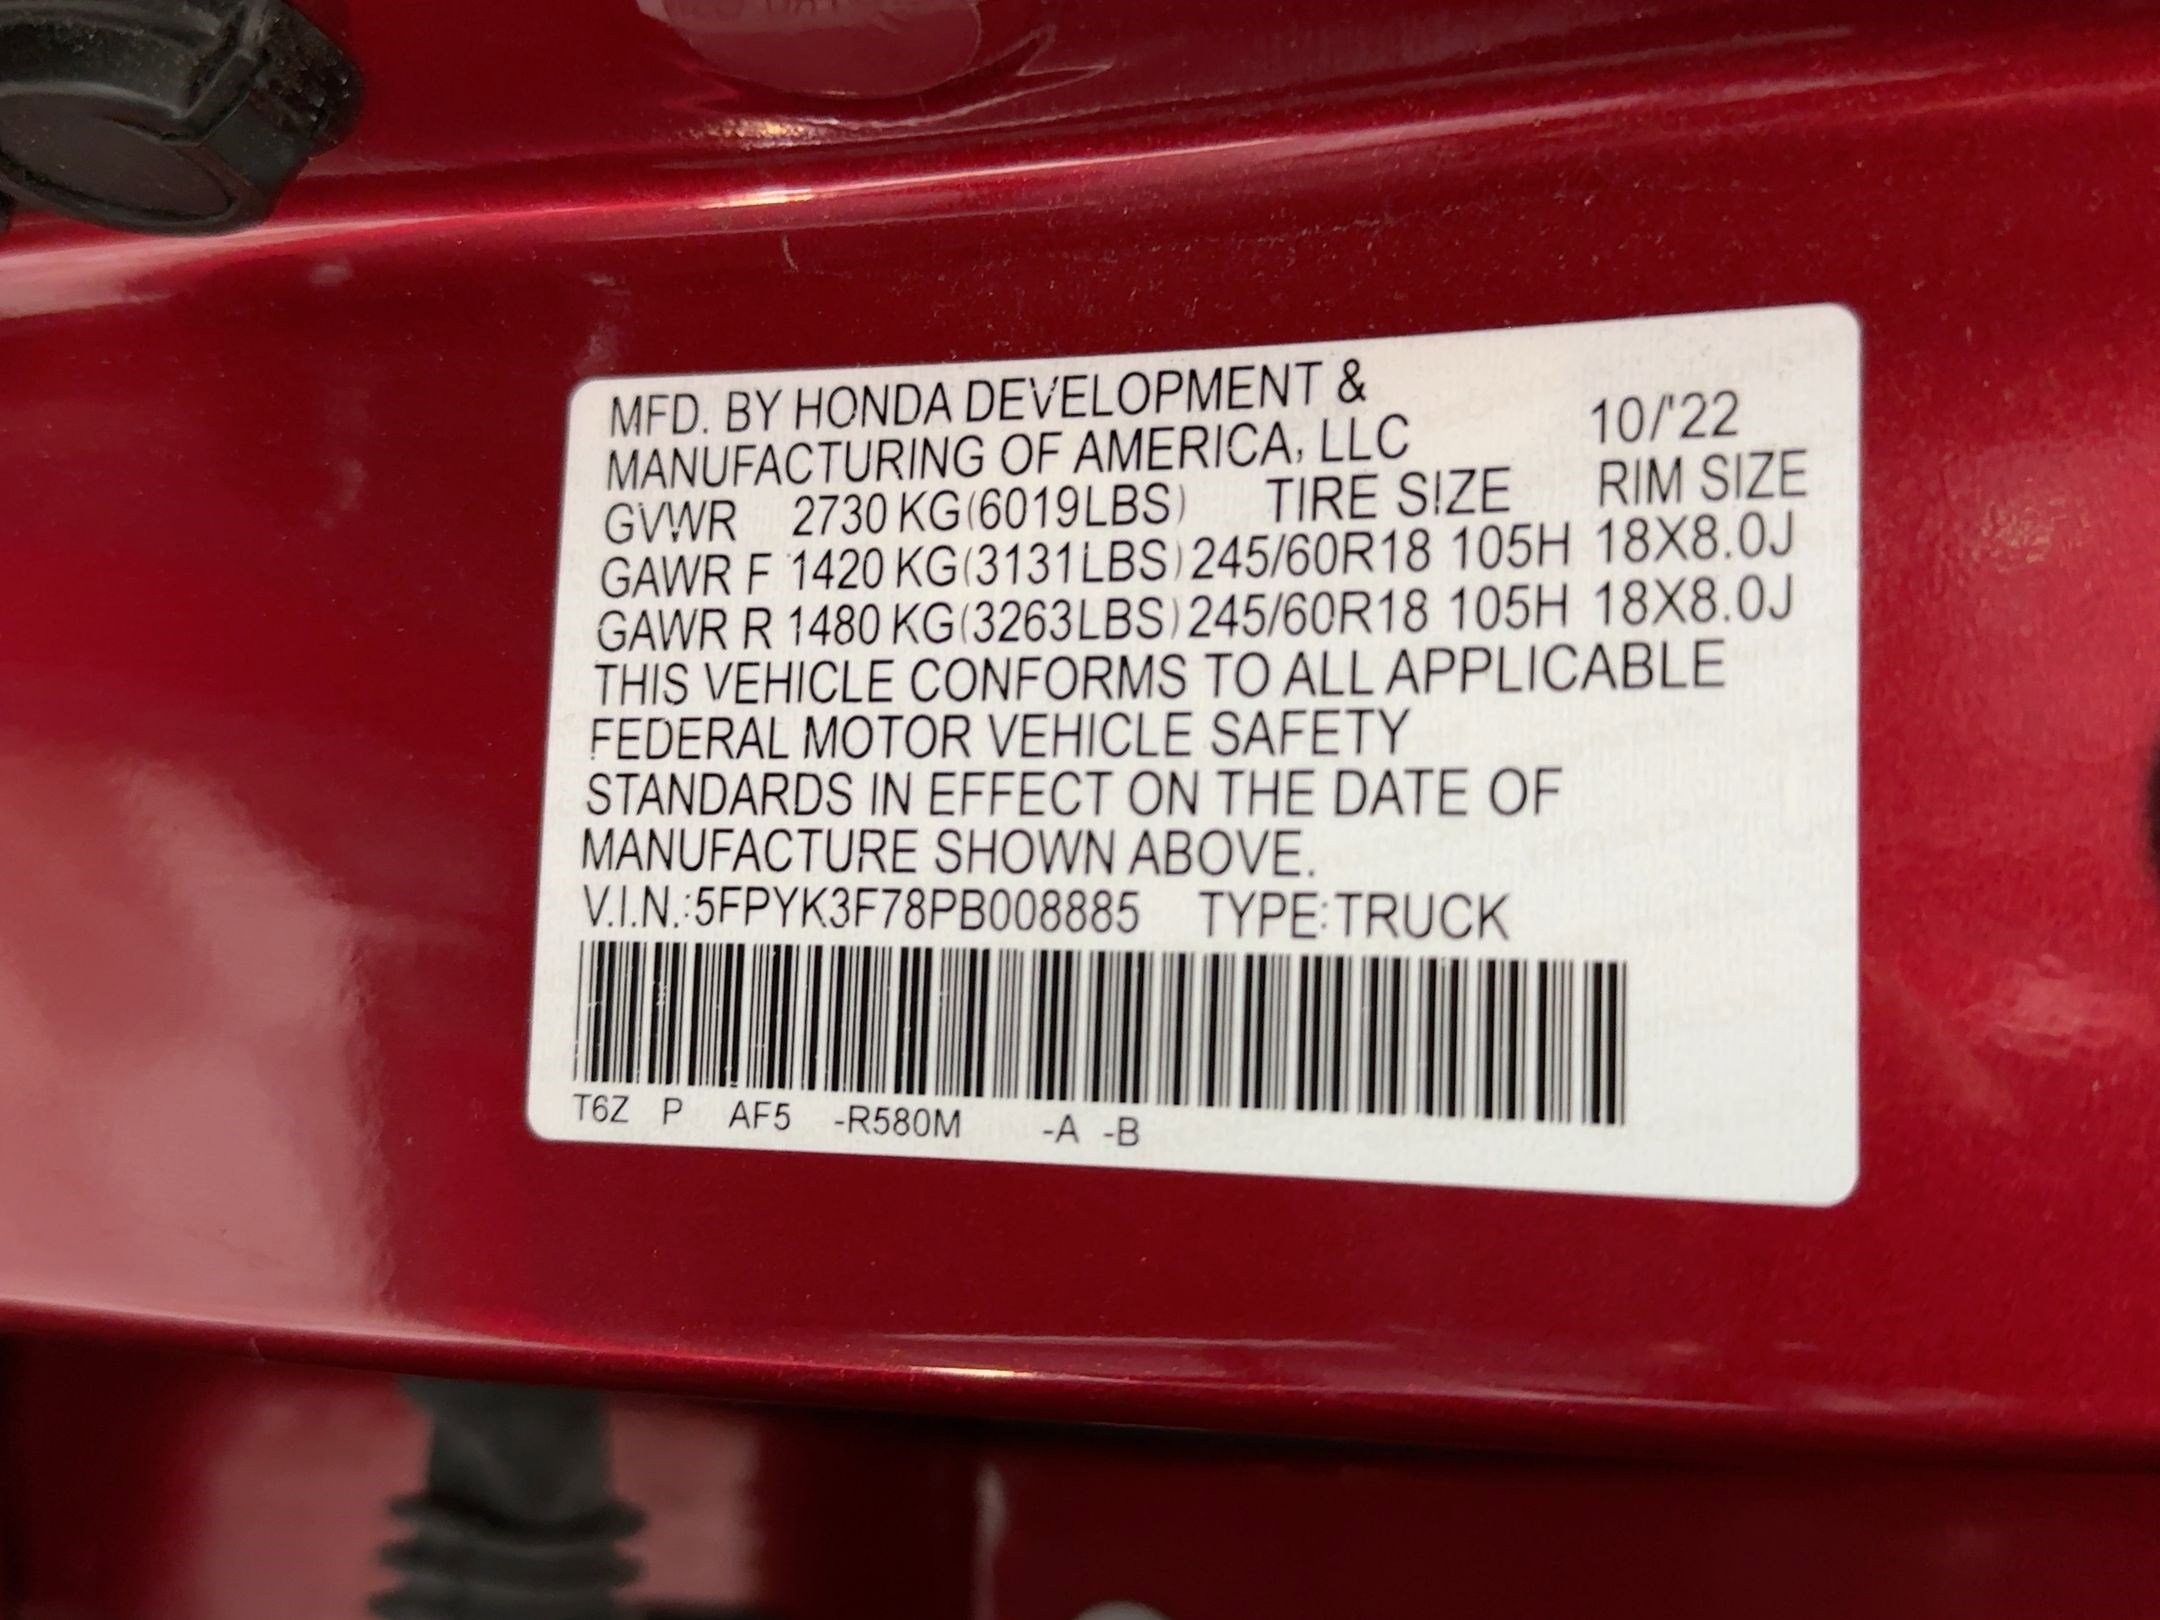 MFD. BY HONDA DEVELOPMENT &
MANUFACTURING OF AMERICA, LLC 10/'22
GVWR 2730 KG(6019LBS) TIRE SIZE RIM SIZE
GAWR F 1420 KG(3131LBS) 245/60R18 105H 18X8.0J
GAWR R 1480 KG(3263LBS) 245/60R18 105H 18X8.0J
THIS VEHICLE CONFORMS TO ALL APPLICABLE
FEDERAL MOTOR VEHICLE SAFETY
STANDARDS IN EFFECT ON THE DATE OF
MANUFACTURE SHOWN ABOVE.
V.I.N.:5FPYK3F78PB008885 TYPE:TRUCK
T6Z P AF5 -R580M -A -B